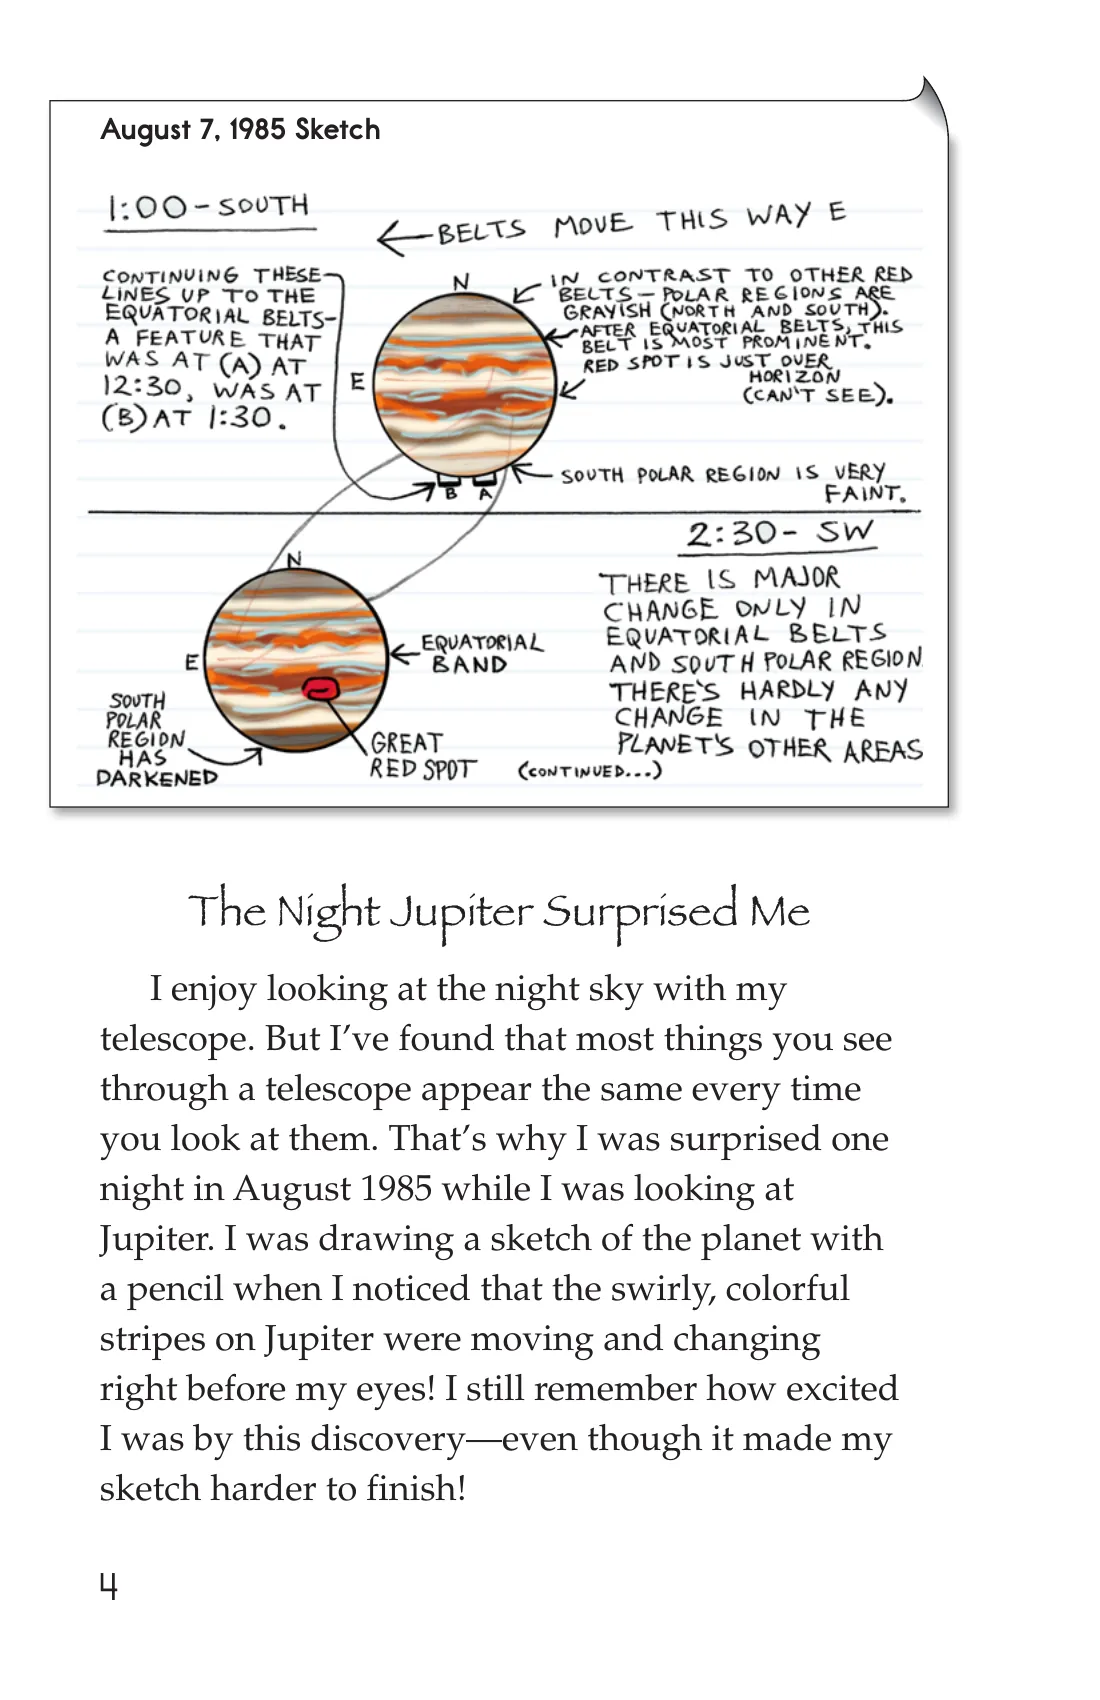 August 7, 1985 Sketch
1:00 - SOUTH
← BELTS MOVE THIS WAY E
CONTINUING THESE
LINES UP TO THE
EQUATORIAL BELTS-
A FEATURE THAT
WAS AT (A) AT
12:30, WAS AT
(B) AT 1:30.
N
E
B A
IN CONTRAST TO OTHER RED
BELTS - POLAR REGIONS ARE
GRAYISH (NORTH AND SOUTH).
AFTER EQUATORIAL BELTS, THIS
BELT IS MOST PROMINENT.
RED SPOT IS JUST OVER
HORIZON
(CAN'T SEE).
SOUTH POLAR REGION IS VERY
FAINT.
2:30 - SW
N
E
EQUATORIAL
BAND
SOUTH
POLAR
REGION
HAS
DARKENED
GREAT
RED SPOT
THERE IS MAJOR
CHANGE ONLY IN
EQUATORIAL BELTS
AND SOUTH POLAR REGION
THERE'S HARDLY ANY
CHANGE IN THE
PLANET'S OTHER AREAS
(CONTINUED...)
The Night Jupiter Surprised Me
I enjoy looking at the night sky with my
telescope. But I've found that most things you see
through a telescope appear the same every time
you look at them. That's why I was surprised one
night in August 1985 while I was looking at
Jupiter. I was drawing a sketch of the planet with
a pencil when I noticed that the swirly, colorful
stripes on Jupiter were moving and changing
right before my eyes! I still remember how excited
I was by this discovery—even though it made my
sketch harder to finish!
4